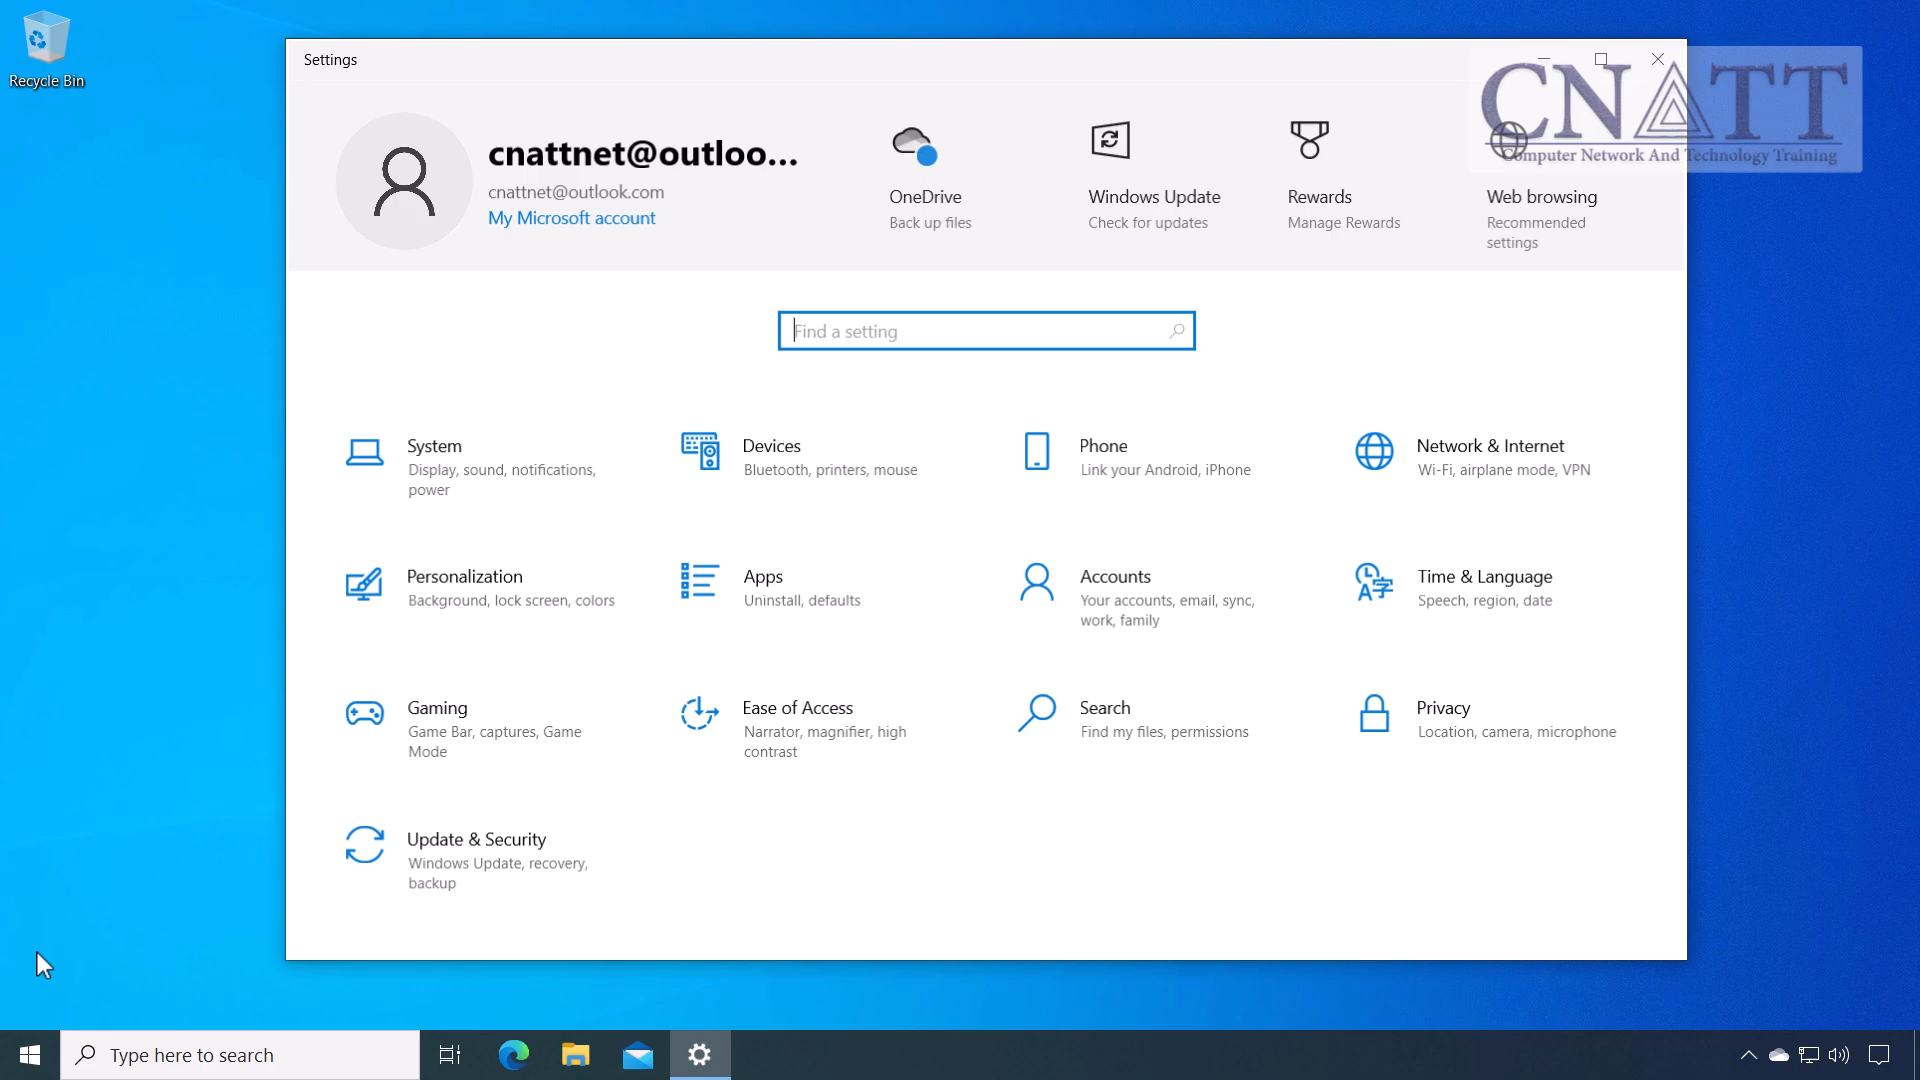 Recycle Bin
Settings
CNATT
Computer Network And Technology Training
cnattnet@outloo...
cnattnet@outlook.com
My Microsoft account
OneDrive
Back up files
Windows Update
Check for updates
Rewards
Manage Rewards
Web browsing
Recommended
settings
Find a setting
System
Display, sound, notifications,
power
Devices
Bluetooth, printers, mouse
Phone
Link your Android, iPhone
Network & Internet
Wi-Fi, airplane mode, VPN
Personalization
Background, lock screen, colors
Apps
Uninstall, defaults
Accounts
Your accounts, email, sync,
work, family
Time & Language
Speech, region, date
Gaming
Game Bar, captures, Game
Mode
Ease of Access
Narrator, magnifier, high
contrast
Search
Find my files, permissions
Privacy
Location, camera, microphone
Update & Security
Windows Update, recovery,
backup
Type here to search